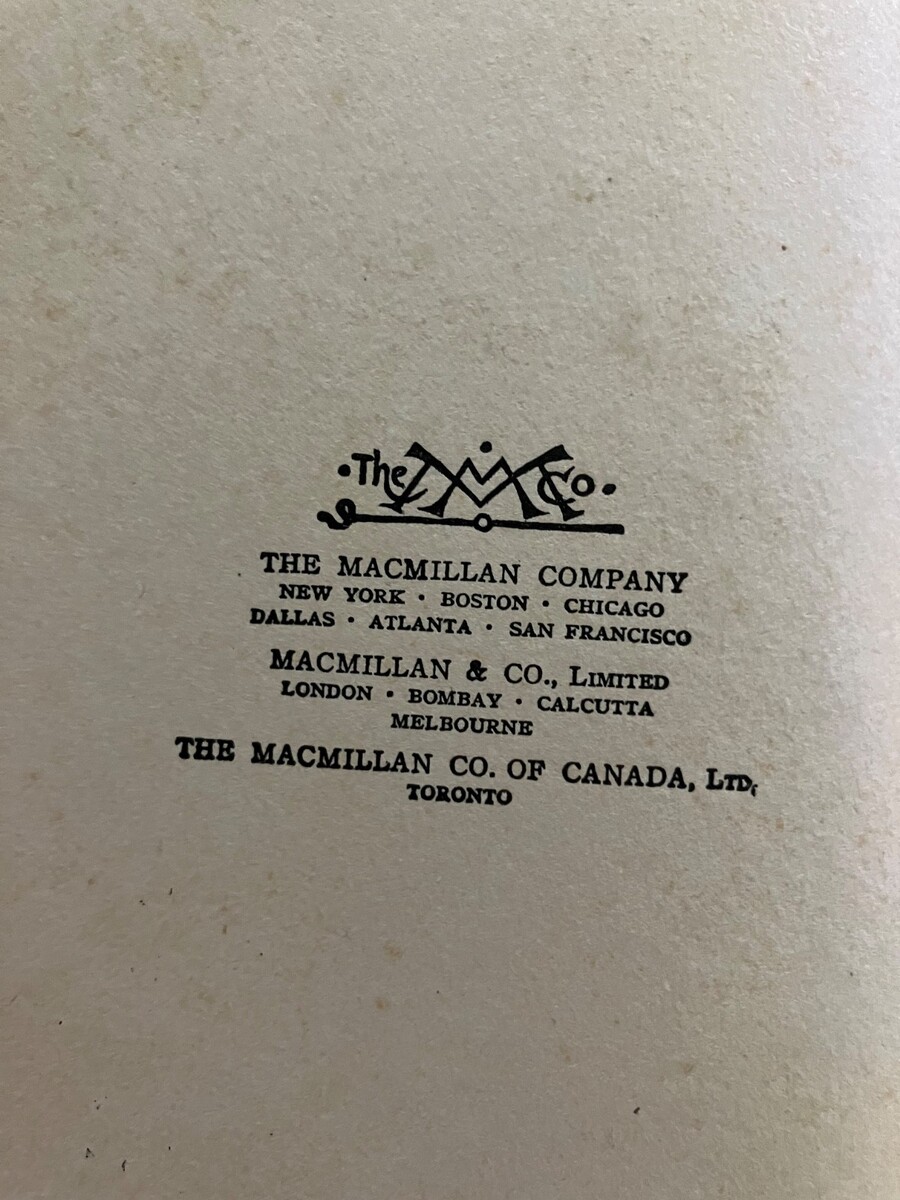 ·The M Co·
THE MACMILLAN COMPANY
NEW YORK · BOSTON · CHICAGO
DALLAS · ATLANTA · SAN FRANCISCO
MACMILLAN & CO., LIMITED
LONDON · BOMBAY · CALCUTTA
MELBOURNE
THE MACMILLAN CO. OF CANADA, LTD.
TORONTO